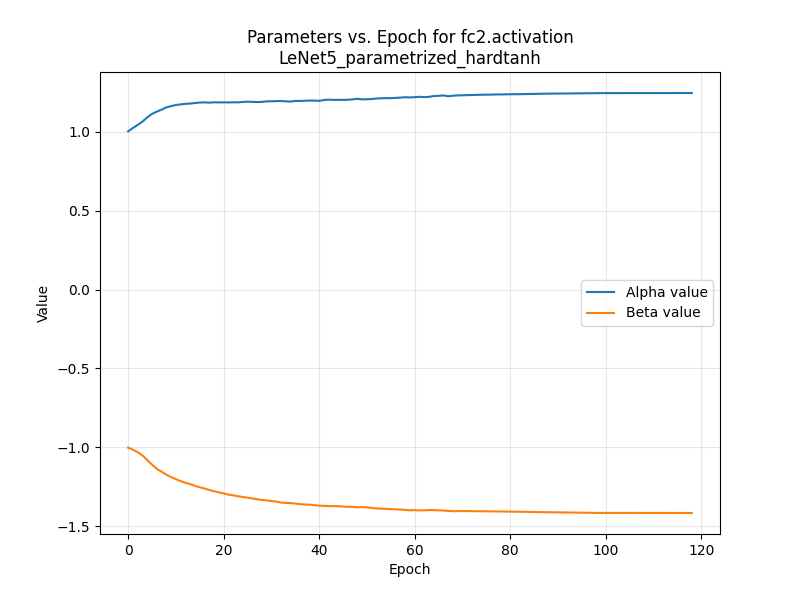 Parameters vs. Epoch for fc2.activation
LeNet5_parametrized_hardtanh
1.0
0.5
0.0
−0.5
−1.0
−1.5
Value
Alpha value
Beta value
0 20 40 60 80 100 120
Epoch